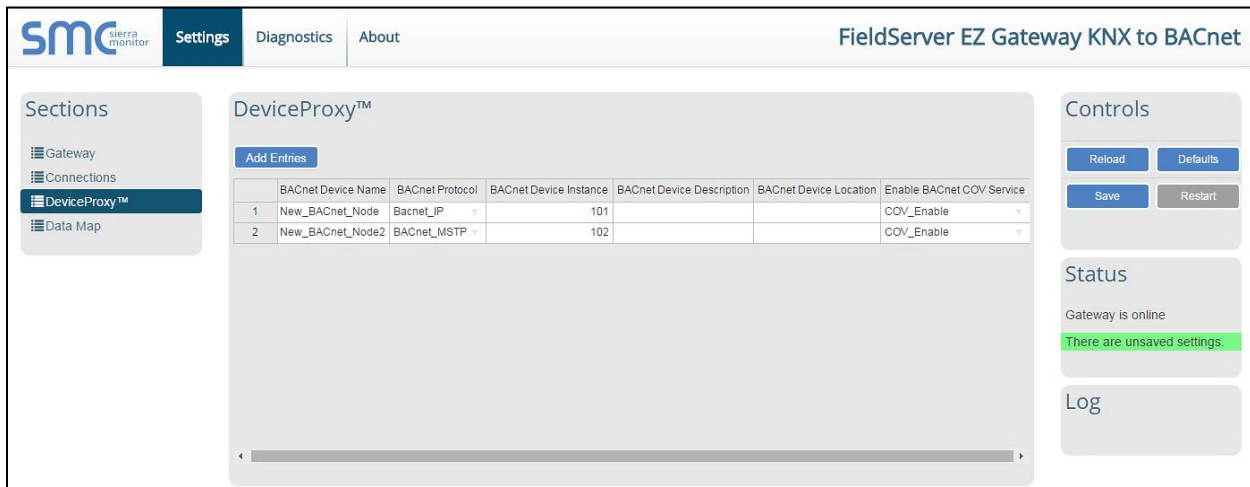 SMC sierra monitor
Settings
Diagnostics
About
FieldServer EZ Gateway KNX to BACnet
Sections
Gateway
Connections
DeviceProxy™
Data Map
DeviceProxy™
Add Entries
BACnet Device Name BACnet Protocol BACnet Device Instance BACnet Device Description BACnet Device Location Enable BACnet COV Service
1 New_BACnet_Node Bacnet_IP 101 COV_Enable
2 New_BACnet_Node2 BACnet_MSTP 102 COV_Enable
Controls
Reload Defaults
Save Restart
Status
Gateway is online
There are unsaved settings.
Log